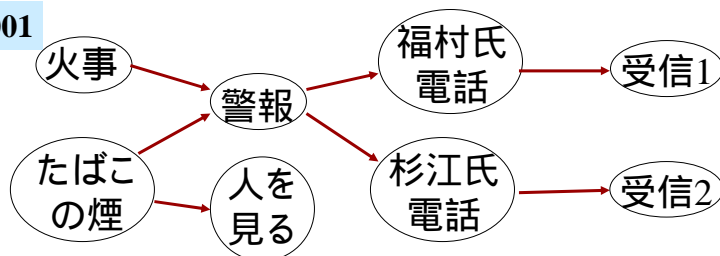 001
火事
たばこ
の煙
警報
人を
見る
福村氏
電話
杉江氏
電話
受信1
受信2